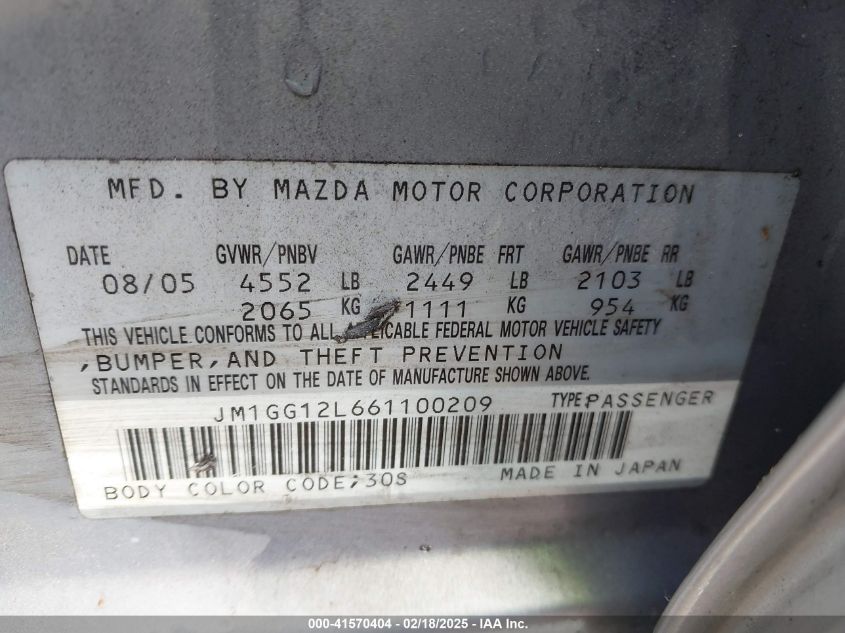 MFD. BY MAZDA MOTOR CORPORATION
DATE GVWR/PNBV GAWR/PNBE FRT GAWR/PNBE RR
08/05 4552 LB 2449 LB 2103 LB
2065 KG 1111 KG 954 KG
THIS VEHICLE CONFORMS TO ALL FEDERAL MOTOR VEHICLE SAFETY
,BUMPER,AND THEFT PREVENTION
STANDARDS IN EFFECT ON THE DATE OF MANUFACTURE SHOWN ABOVE.
JM1GG12L661100209 TYPE:PASSENGER
BODY COLOR CODE;30S MADE IN JAPAN
000-41570404 - 02/18/2025 - IAA Inc.